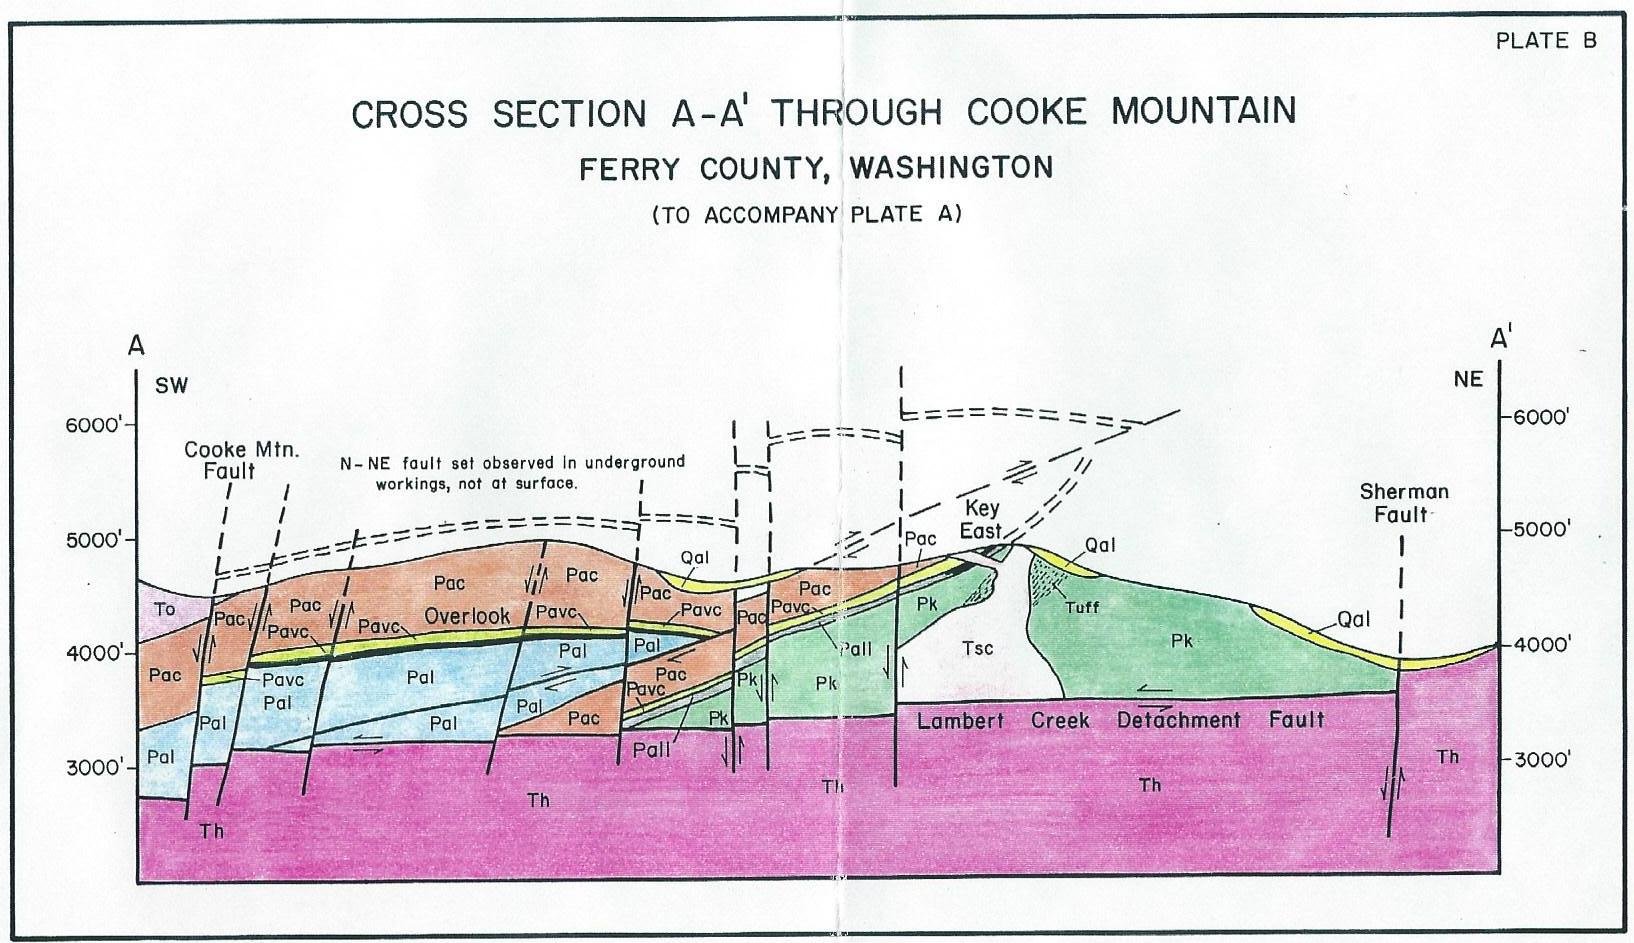 PLATE B
CROSS SECTION A-A' THROUGH COOKE MOUNTAIN
FERRY COUNTY, WASHINGTON
(TO ACCOMPANY PLATE A)
A
A'
SW
NE
6000'
6000'
Cooke Mtn.
Fault
N-NE fault set observed in underground
workings, not at surface.
Sherman
Fault
Key
East
5000'
5000'
Qal
Pac
Qal
Pac
Pac
To
Pac
Pac
Overlook
Pavc
Pac
Pavc
Pac
Pac
Pavc
Pk
Tuff
Qal
Pavc
Pavc
4000'
4000'
Pal
Pal
Pall
Tsc
Pk
Pac
Pavc
Pal
Pal
Pac
Pavc
Pk
Pk
Pal
Pal
Pal
Pac
Pk
Lambert Creek Detachment Fault
Pal
Pall
Th
3000'
3000'
Th
Th
Th
Th